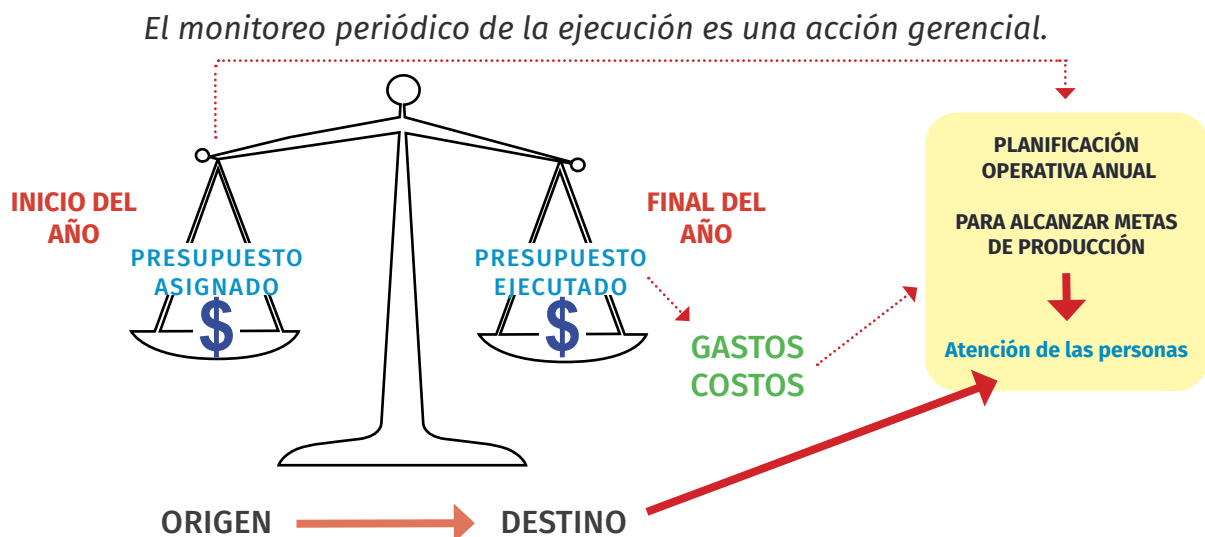 El monitoreo periódico de la ejecución es una acción gerencial.
INICIO DEL
AÑO
PRESUPUESTO
ASIGNADO
$
PRESUPUESTO
EJECUTADO
$
FINAL DEL
AÑO
GASTOS
COSTOS
PLANIFICACIÓN
OPERATIVA ANUAL
PARA ALCANZAR METAS
DE PRODUCCIÓN
Atención de las personas
ORIGEN
DESTINO